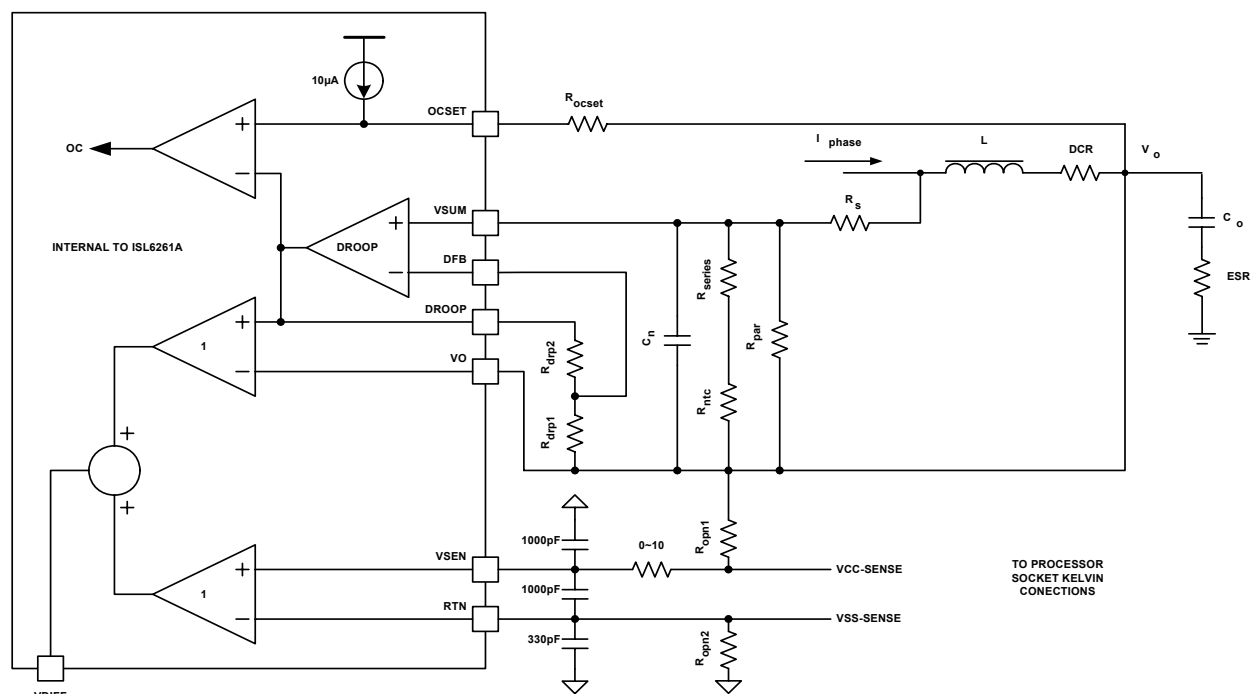 10µA
OCSET
R ocset
OC
I phase
L
DCR
V o
R s
C o
ESR
VSUM
INTERNAL TO ISL6261A
DROOP
DFB
R series
DROOP
C n
R par
1
R drp2
VO
R ntc
R drp1
R opn1
1000pF
0~10
VSEN
VCC-SENSE
TO PROCESSOR
SOCKET KELVIN
CONECTIONS
1
1000pF
RTN
VSS-SENSE
330pF
R opn2
VDIFF